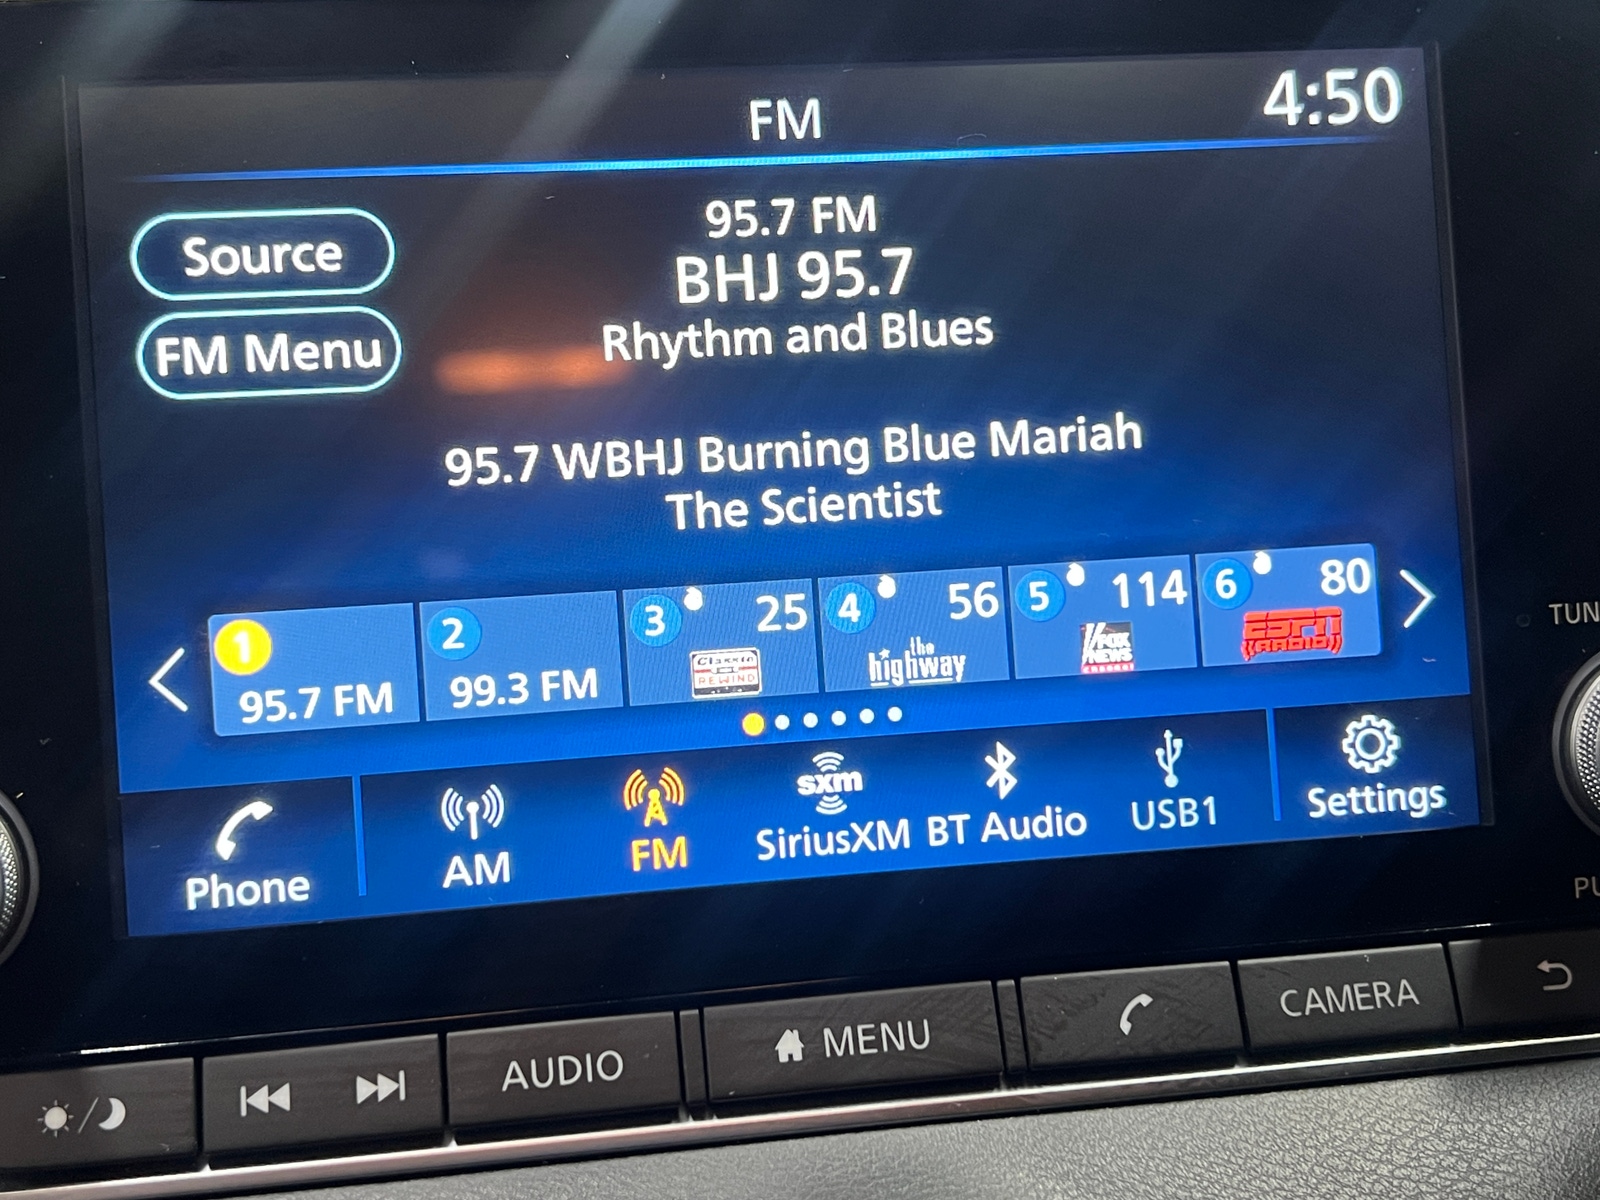 FM
4:50
Source
FM Menu
95.7 FM
BHJ 95.7
Rhythm and Blues
95.7 WBHJ Burning Blue Mariah
The Scientist
1
95.7 FM
2
99.3 FM
3
25
Classic
REWIND
4
56
the
highway
5
114
FOX
NEWS
channel
6
80
ESPN
RADIO
Phone
AM
FM
sxm
SiriusXM
BT Audio
USB1
Settings
TUN
PU
AUDIO
MENU
CAMERA